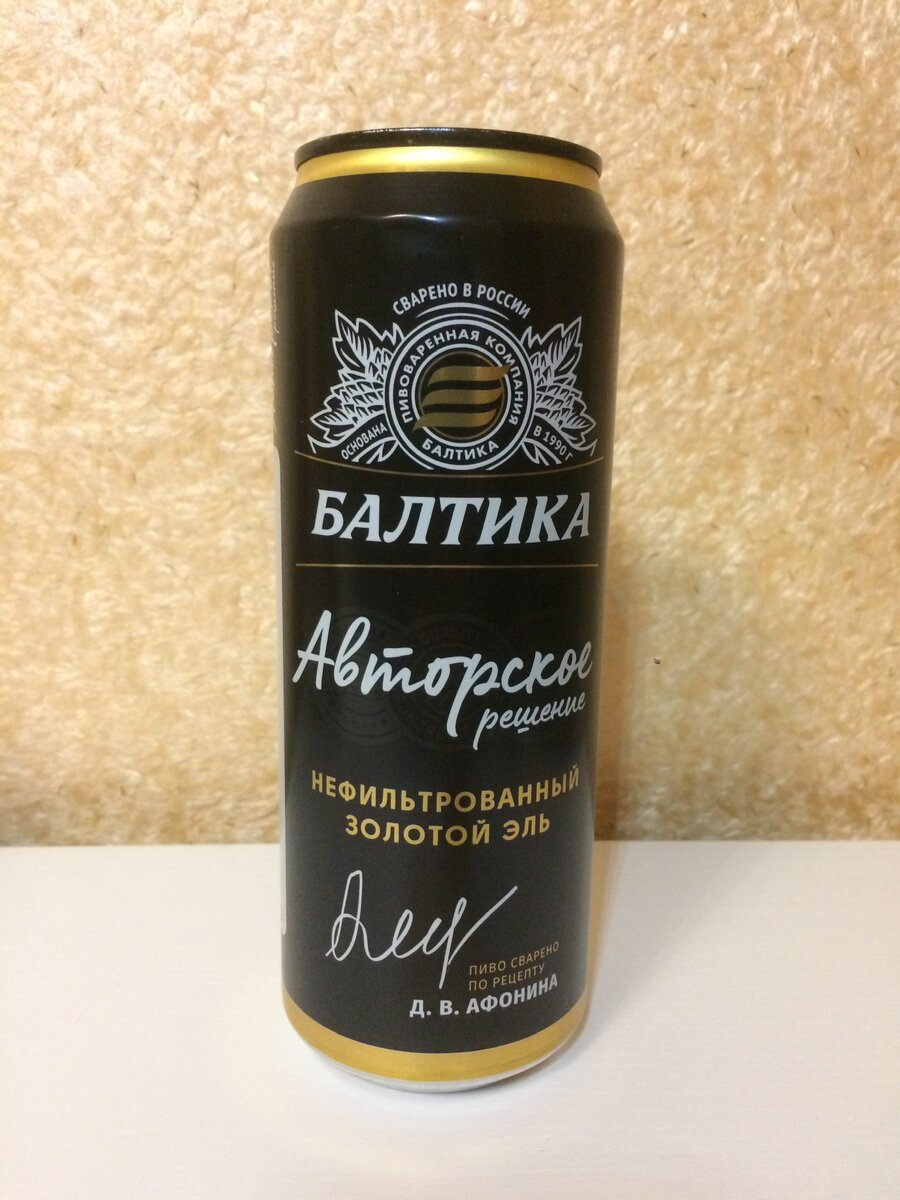 СВАРЕНО В РОССИИ
ПИВОВАРЕННАЯ КОМПАНИЯ
БАЛТИКА
ОСНОВАНА
В 1990 Г
БАЛТИКА
Авторское
решение
НЕФИЛЬТРОВАННЫЙ
ЗОЛОТОЙ ЭЛЬ
ПИВО СВАРЕНО
ПО РЕЦЕПТУ
Д. В. АФОНИНА